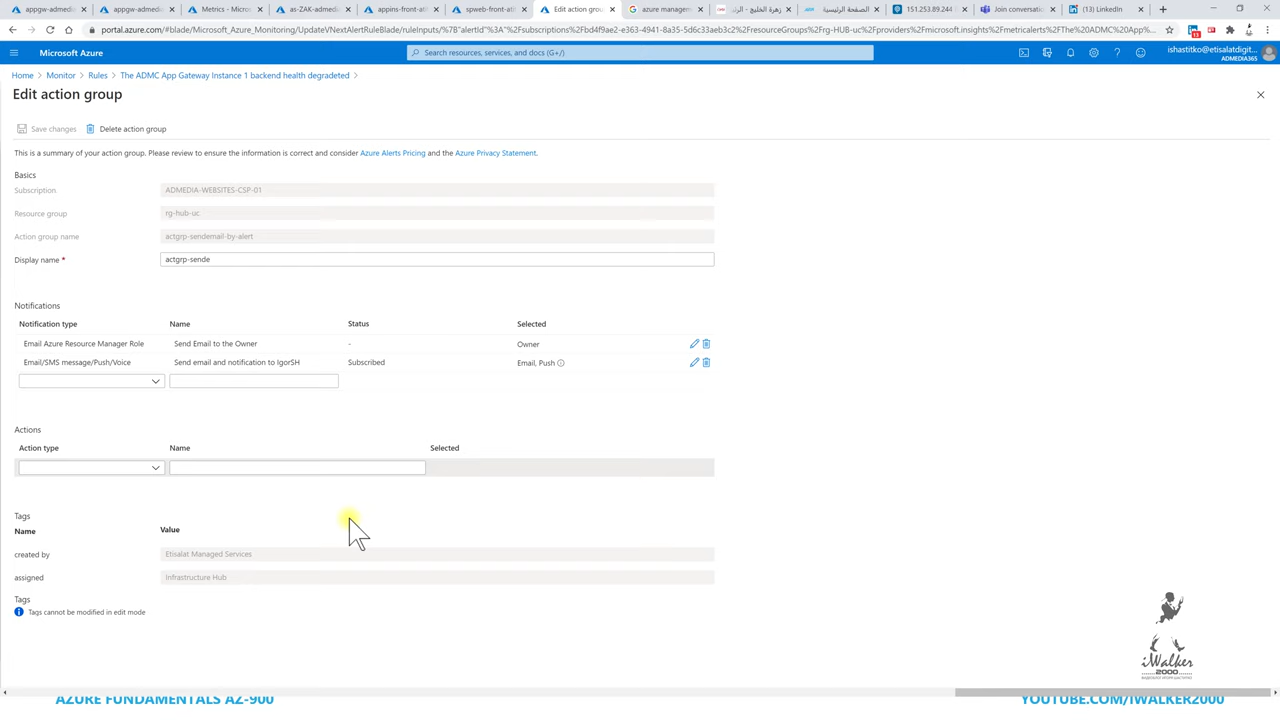 appgw-admedi
appgw-admedi
Metrics - Micro
as-ZAK-admedi
appins-front-at
spweb-front-at
Edit action grou
azure managem
زهرة الخليج - الر
الصفحة الرئيسية
151.253.89.244
Join conversatio
(13) LinkedIn
portal.azure.com/#blade/Microsoft_Azure_Monitoring/UpdateVNextAlertRuleBlade/ruleInputs/%7B"alertId"%3A"%2Fsubscriptions%2Fbd4f9ae2-e363-4941-8a35-5d6c33aeb3c2%2FresourceGroups%2Frg-HUB-uc%2Fproviders%2Fmicrosoft.insights%2Fmetricalerts%2FThe%20ADMC%20App%...
Microsoft Azure
Search resources, services, and docs (G+/)
ishastitko@etisalatdigit...
ADMEDIA365
Home > Monitor > Rules > The ADMC App Gateway Instance 1 backend health degradeted >
Edit action group
Save changes Delete action group
This is a summary of your action group. Please review to ensure the information is correct and consider Azure Alerts Pricing and the Azure Privacy Statement.
Basics
Subscription ADMEDIA-WEBSITES-CSP-01
Resource group rg-hub-uc
Action group name actgrp-sendemail-by-alert
Display name * actgrp-sende
Notifications
Notification type Name Status Selected
Email Azure Resource Manager Role Send Email to the Owner - Owner
Email/SMS message/Push/Voice Send email and notification to IgorSH Subscribed Email, Push
Actions
Action type Name Selected
Tags
Name Value
created by Etisalat Managed Services
assigned Infrastructure Hub
Tags
Tags cannot be modified in edit mode
iWalker
2000
AZURE FUNDAMENTALS AZ-900
YOUTUBE.COM/IWALKER2000